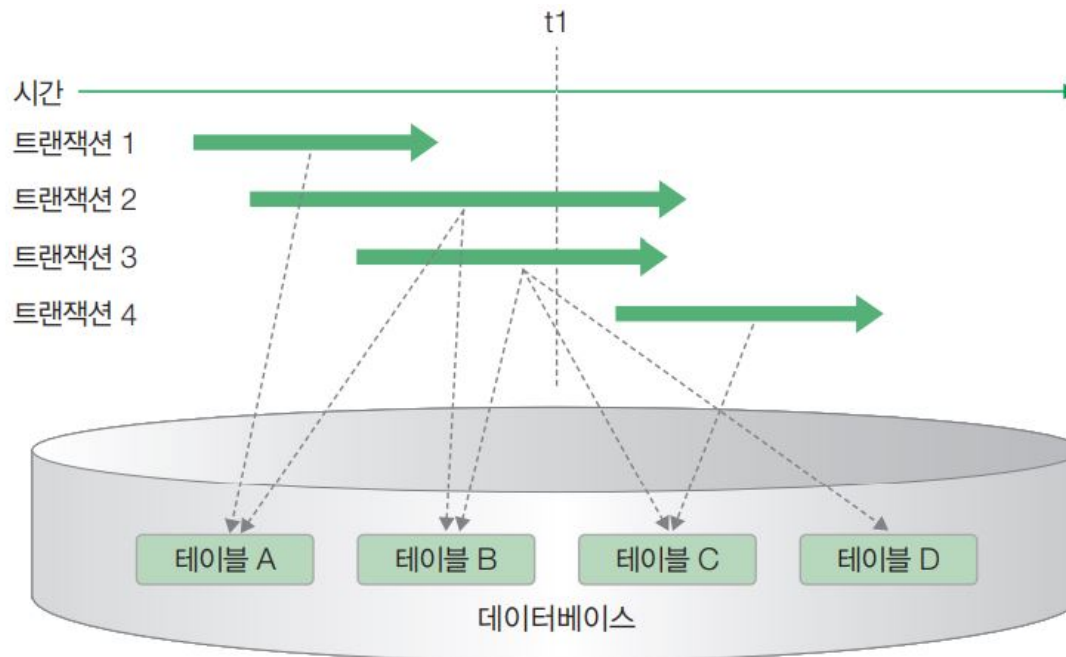 t1
시간
트랜잭션 1
트랜잭션 2
트랜잭션 3
트랜잭션 4
테이블 A 테이블 B 테이블 C 테이블 D
데이터베이스